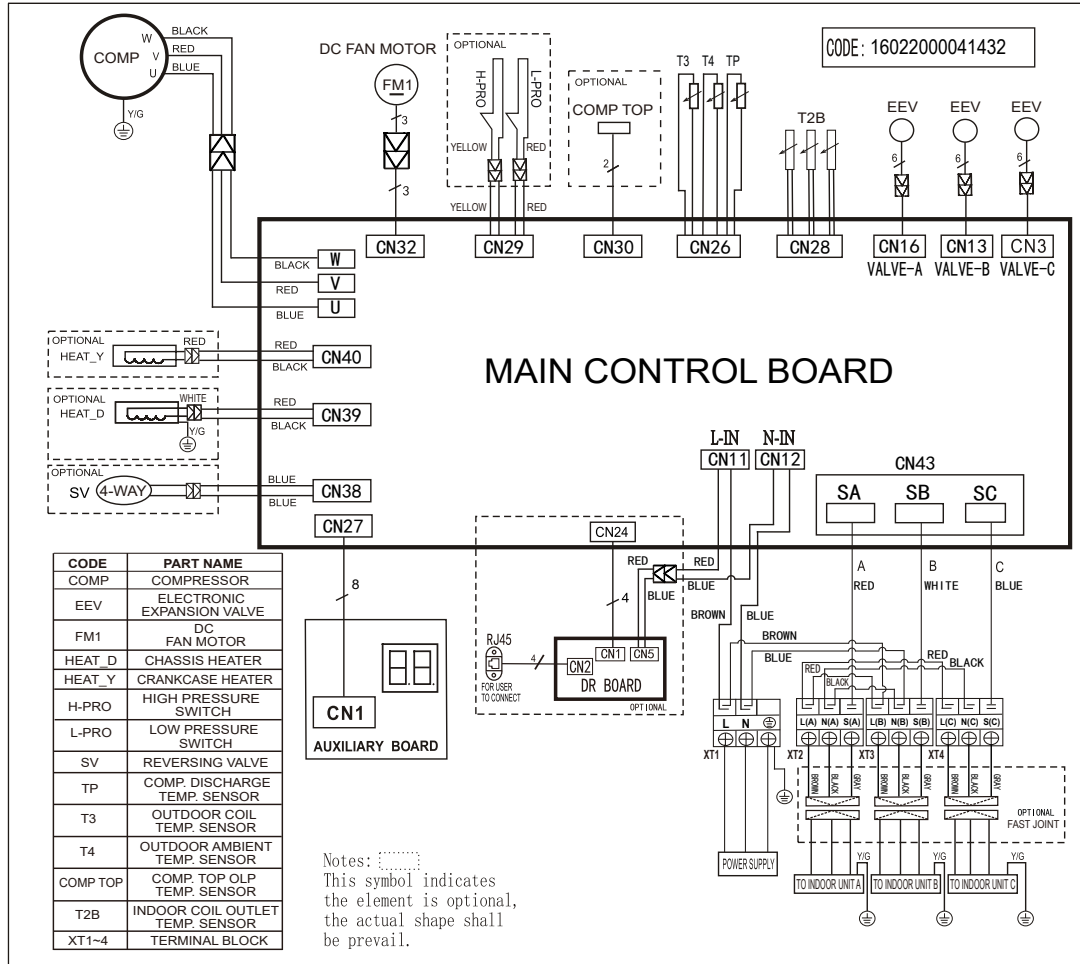 CODE: 16022000041432
COMP
W
V
U
BLACK
RED
BLUE
Y/G
DC FAN MOTOR
FM1
3
3
OPTIONAL
H-PRO
L-PRO
YELLOW
RED
YELLOW
RED
OPTIONAL
COMP TOP
2
T3 T4 TP
T2B
EEV
EEV
EEV
6
6
6
CN32
CN29
CN30
CN26
CN28
CN16
CN13
CN3
VALVE-A
VALVE-B
VALVE-C
BLACK
W
RED
V
BLUE
U
OPTIONAL
HEAT_Y
RED
RED
BLACK
CN40
OPTIONAL
HEAT_D
WHITE
Y/G
RED
BLACK
CN39
OPTIONAL
SV
4-WAY
BLUE
BLUE
CN38
CN27
MAIN CONTROL BOARD
L-IN
N-IN
CN11
CN12
CN43
SA
SB
SC
CN24
8
4
RED
RED
BLUE
BLUE
BROWN
BLUE
BROWN
BLUE
A
RED
B
WHITE
C
BLUE
RED
BLACK
RED
BLACK
RJ45
4
FOR USER
TO CONNECT
CN2
CN1
CN5
DR BOARD
OPTIONAL
CN1
AUXILIARY BOARD
L
N
XT1
L(A)
N(A)
S(A)
L(B)
N(B)
S(B)
L(C)
N(C)
S(C)
XT2
XT3
XT4
BROWN
BLACK
GRAY
BROWN
BLACK
GRAY
BROWN
BLACK
GRAY
OPTIONAL
FAST JOINT
POWER SUPPLY
TO INDOOR UNIT A
TO INDOOR UNIT B
TO INDOOR UNIT C
Y/G
Y/G
Y/G
CODE PART NAME
COMP COMPRESSOR
EEV ELECTRONIC
EXPANSION VALVE
FM1 DC
FAN MOTOR
HEAT_D CHASSIS HEATER
HEAT_Y CRANKCASE HEATER
H-PRO HIGH PRESSURE
SWITCH
L-PRO LOW PRESSURE
SWITCH
SV REVERSING VALVE
TP COMP. DISCHARGE
TEMP. SENSOR
T3 OUTDOOR COIL
TEMP. SENSOR
T4 OUTDOOR AMBIENT
TEMP. SENSOR
COMP TOP COMP. TOP OLP
TEMP. SENSOR
T2B INDOOR COIL OUTLET
TEMP. SENSOR
XT1~4 TERMINAL BLOCK
Notes:
This symbol indicates
the element is optional,
the actual shape shall
be prevail.